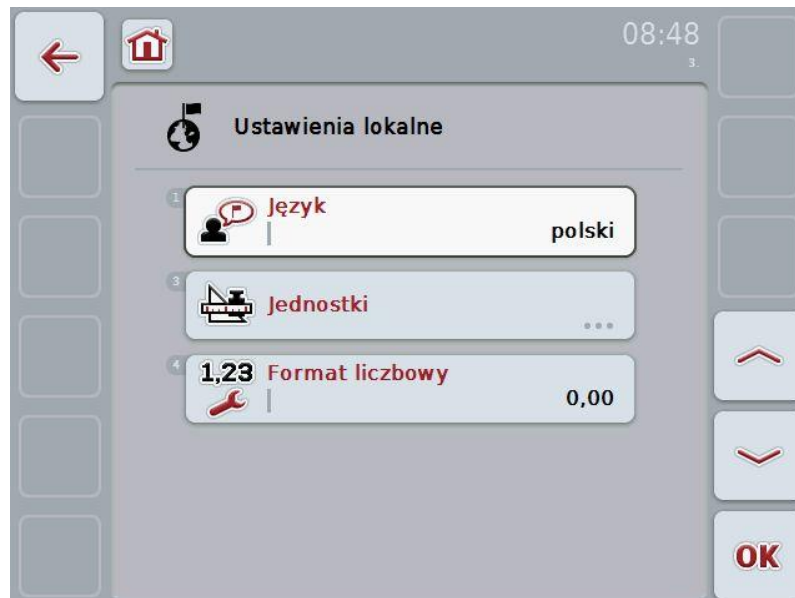 08:48
3.
Ustawienia lokalne
1
Język
polski
3
Jednostki
...
4
1,23
Format liczbowy
0,00
OK